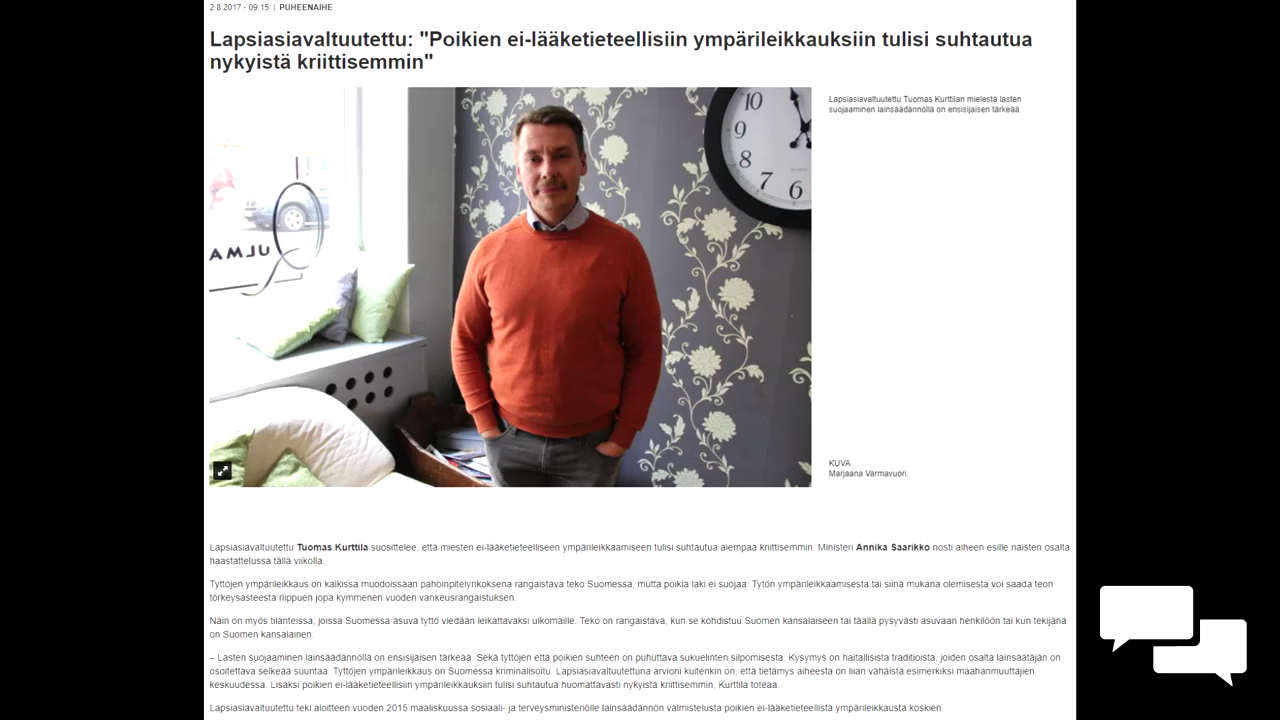 2.8.2017 - 09:15 | PUHEENAIHE
Lapsiasiavaltuutettu: "Poikien ei-lääketieteellisiin ympärileikkauksiin tulisi suhtautua
nykyistä kriittisemmin"
Lapsiasiavaltuutettu Tuomas Kurttilan mielestä lasten
suojaaminen lainsäädännöllä on ensisijaisen tärkeää.
10
9
8
7
6
JULMA
KUVA
Marjaana Varmavuori
Lapsiasiavaltuutettu Tuomas Kurttila suosittelee, että miesten ei-lääketieteelliseen ympärileikkaamiseen tulisi suhtautua aiempaa kriittisemmin. Ministeri Annika Saarikko nosti aiheen esille naisten osalta
haastattelussa tällä viikolla.
Tyttöjen ympärileikkaus on kaikissa muodoissaan pahoinpitelyrikoksena rangaistava teko Suomessa, mutta poikia laki ei suojaa. Tytön ympärileikkaamisesta tai siinä mukana olemisesta voi saada teon
törkeysasteesta riippuen jopa kymmenen vuoden vankeusrangaistuksen.
Näin on myös tilanteissa, joissa Suomessa asuva tyttö viedään leikattavaksi ulkomaille. Teko on rangaistava, kun se kohdistuu Suomen kansalaiseen tai täällä pysyvästi asuvaan henkilöön tai kun tekijänä
on Suomen kansalainen.
– Lasten suojaaminen lainsäädännöllä on ensisijaisen tärkeää. Sekä tyttöjen että poikien suhteen on puhuttava sukuelinten silpomisesta. Kysymys on haitallisista traditioista, joiden osalta lainsäätäjän on
osoitettava selkeää suuntaa. Tyttöjen ympärileikkaus on Suomessa kriminalisoitu. Lapsiasiavaltuutettuna arvioni kuitenkin on, että tietämys aiheesta on liian vähäistä esimerkiksi maahanmuuttajien
keskuudessa. Lisäksi poikien ei-lääketieteellisiin ympärileikkauksiin tulisi suhtautua huomattavasti nykyistä kriittisemmin, Kurttila toteaa.
Lapsiasiavaltuutettu teki aloitteen vuoden 2015 maaliskuussa sosiaali- ja terveysministeriölle lainsäädännön valmistelusta poikien ei-lääketieteellistä ympärileikkausta koskien.